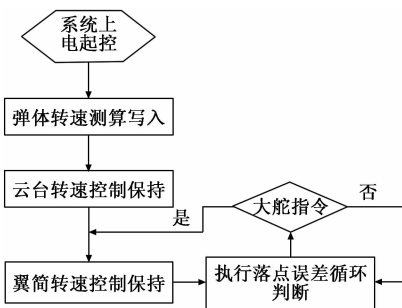 系统上
电起控
弹体转速测算写入
云台转速控制保持
大舵指令
否
是
翼筒转速控制保持
执行落点误差循环
判断